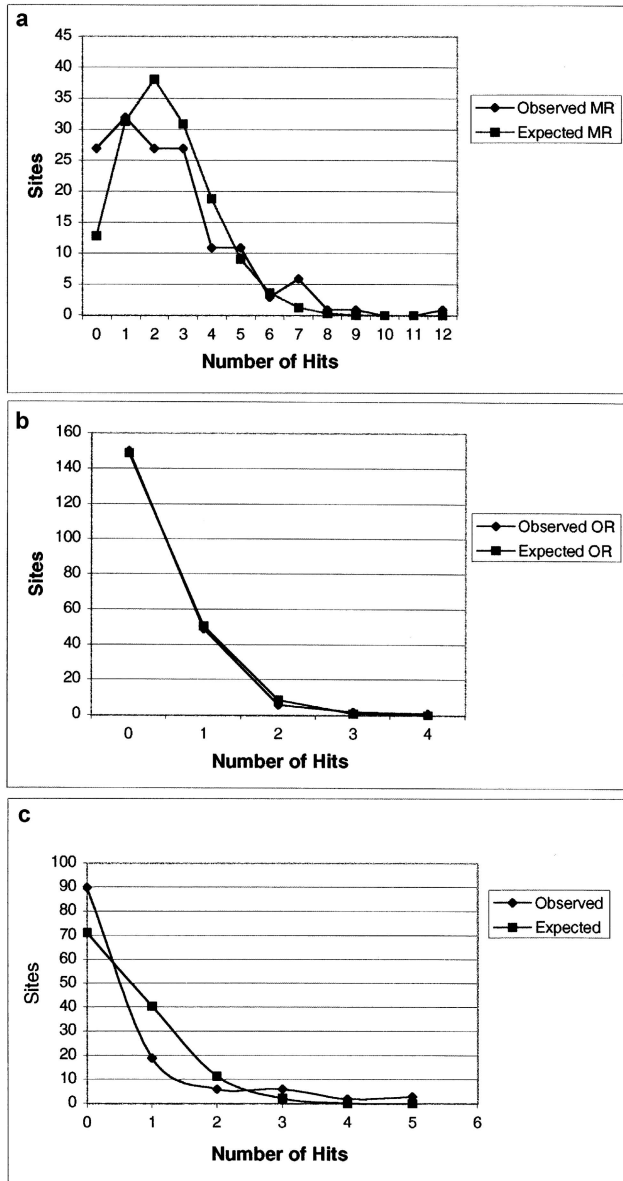 a
45
40
35
30
25
20
15
10
5
0
Sites
0 1 2 3 4 5 6 7 8 9 10 11 12
Number of Hits
Observed MR
Expected MR
b
160
140
120
100
80
60
40
20
0
Sites
0 1 2 3 4
Number of Hits
Observed OR
Expected OR
c
100
90
80
70
60
50
40
30
20
10
0
Sites
0 1 2 3 4 5 6
Number of Hits
Observed
Expected